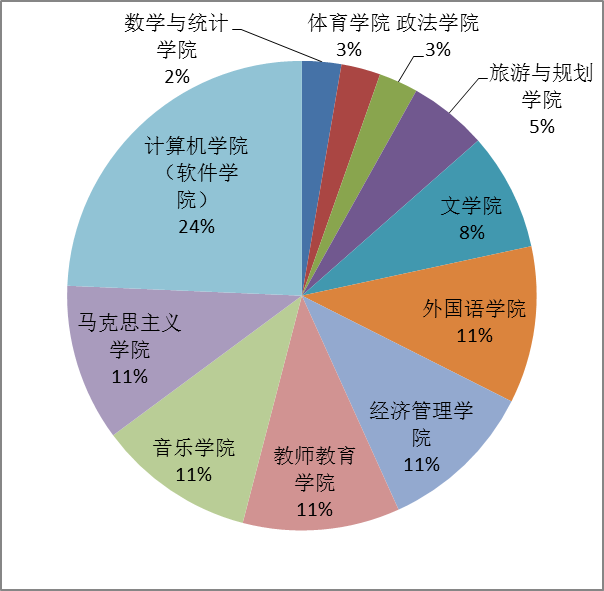 数学与统计
学院
2%
体育学院
3%
政法学院
3%
旅游与规划
学院
5%
文学院
8%
外国语学院
11%
经济管理学
院
11%
教师教育
学院
11%
音乐学院
11%
马克思主义
学院
11%
计算机学院
（软件学
院）
24%